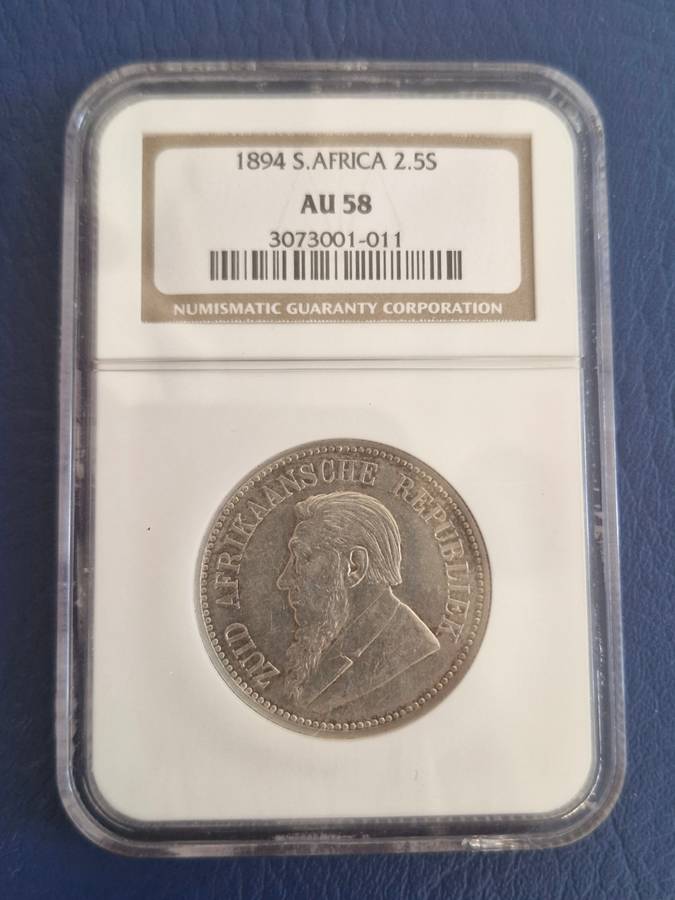 1894 S.AFRICA 2.5S
AU 58
3073001-011
NUMISMATIC GUARANTY CORPORATION
ZUID AFRIKAANSCHE REPUBLIEK